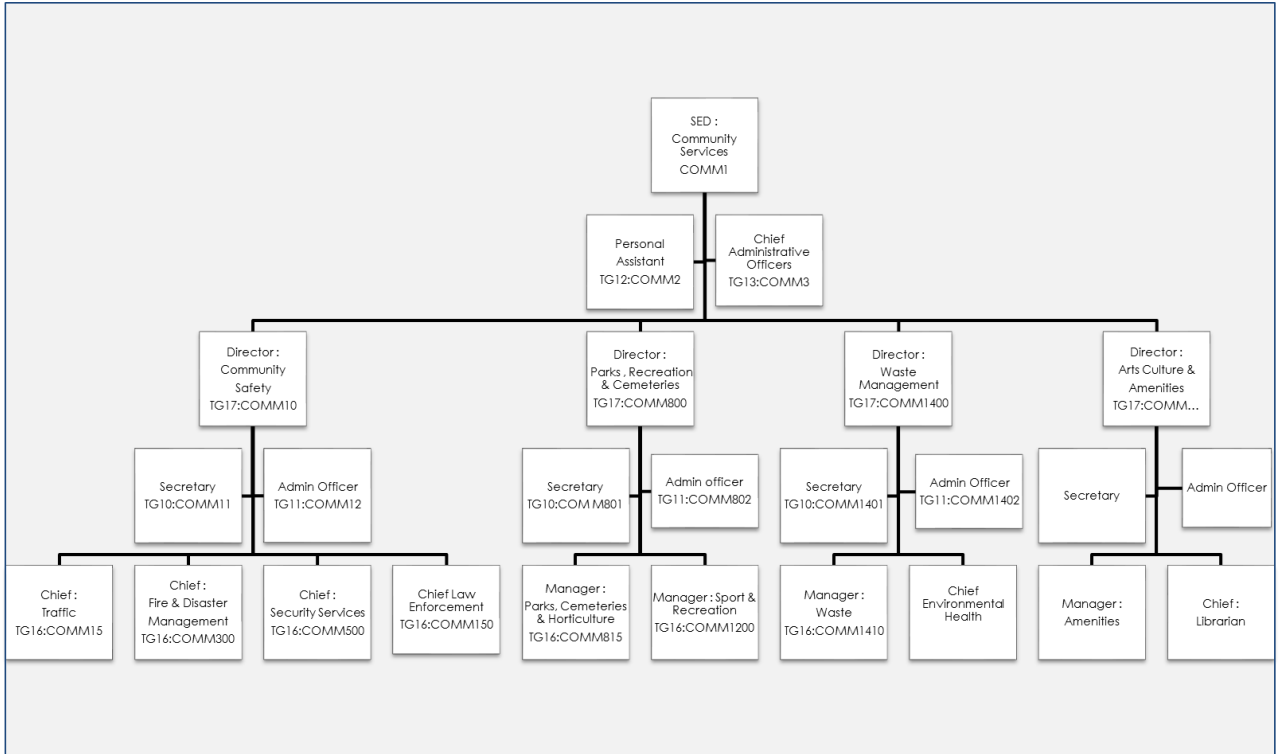 SED :
Community
Services
COMM1
Personal
Assistant
TG12:COMM2
Chief
Administrative
Officers
TG13:COMM3
Director :
Community
Safety
TG17:COMM10
Director :
Parks , Recreation
& Cemeteries
TG17:COMM800
Director :
Waste
Management
TG17:COMM1400
Director :
Arts Culture &
Amenities
TG17:COMM...
Secretary
TG10:COMM11
Admin Officer
TG11:COMM12
Secretary
TG10:COM M801
Admin officer
TG11:COMM802
Secretary
TG10:COMM1401
Admin Officer
TG11:COMM1402
Secretary
Admin Officer
Chief :
Traffic
TG16:COMM15
Chief :
Fire & Disaster
Management
TG16:COMM300
Chief :
Security Services
TG16:COMM500
Chief Law
Enforcement
TG16:COMM150
Manager :
Parks, Cemeteries
& Horticulture
TG16:COMM815
Manager : Sport &
Recreation
TG16:COMM1200
Manager :
Waste
TG16:COMM1410
Chief
Environmental
Health
Manager :
Amenities
Chief :
Librarian